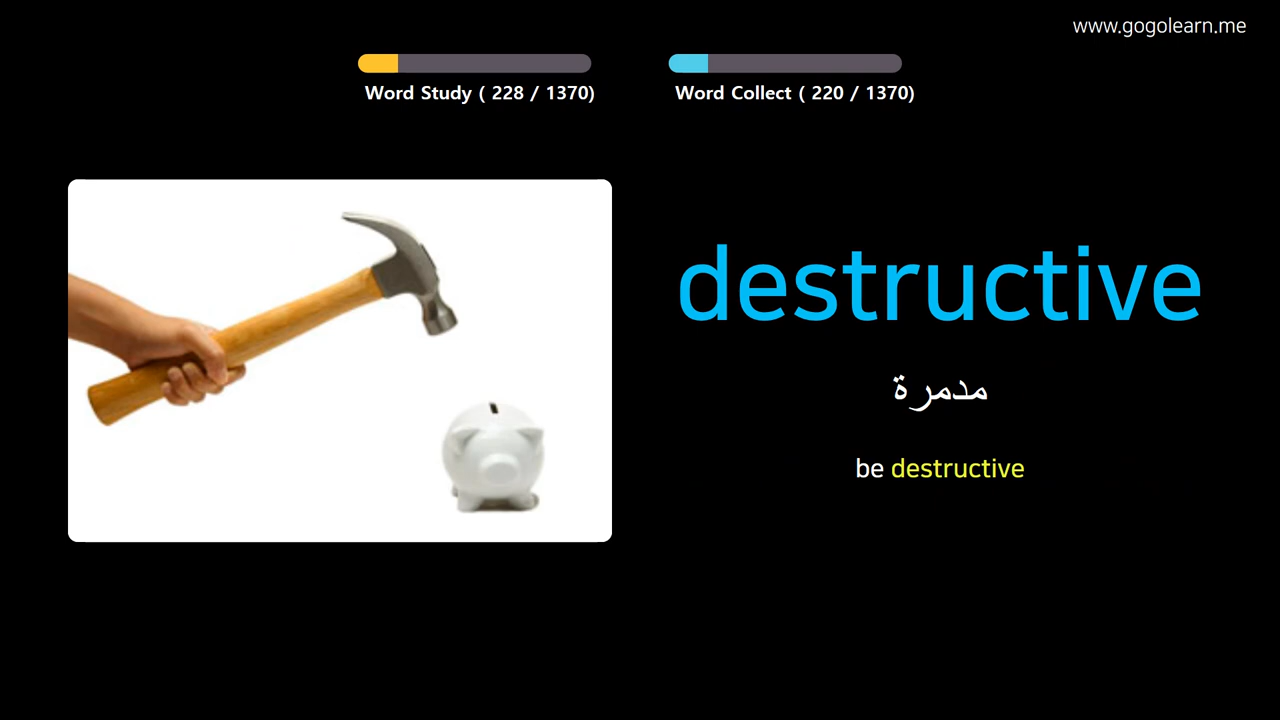 www.gogolearn.me
Word Study ( 228 / 1370)
Word Collect ( 220 / 1370)
destructive
مدمرة
be destructive